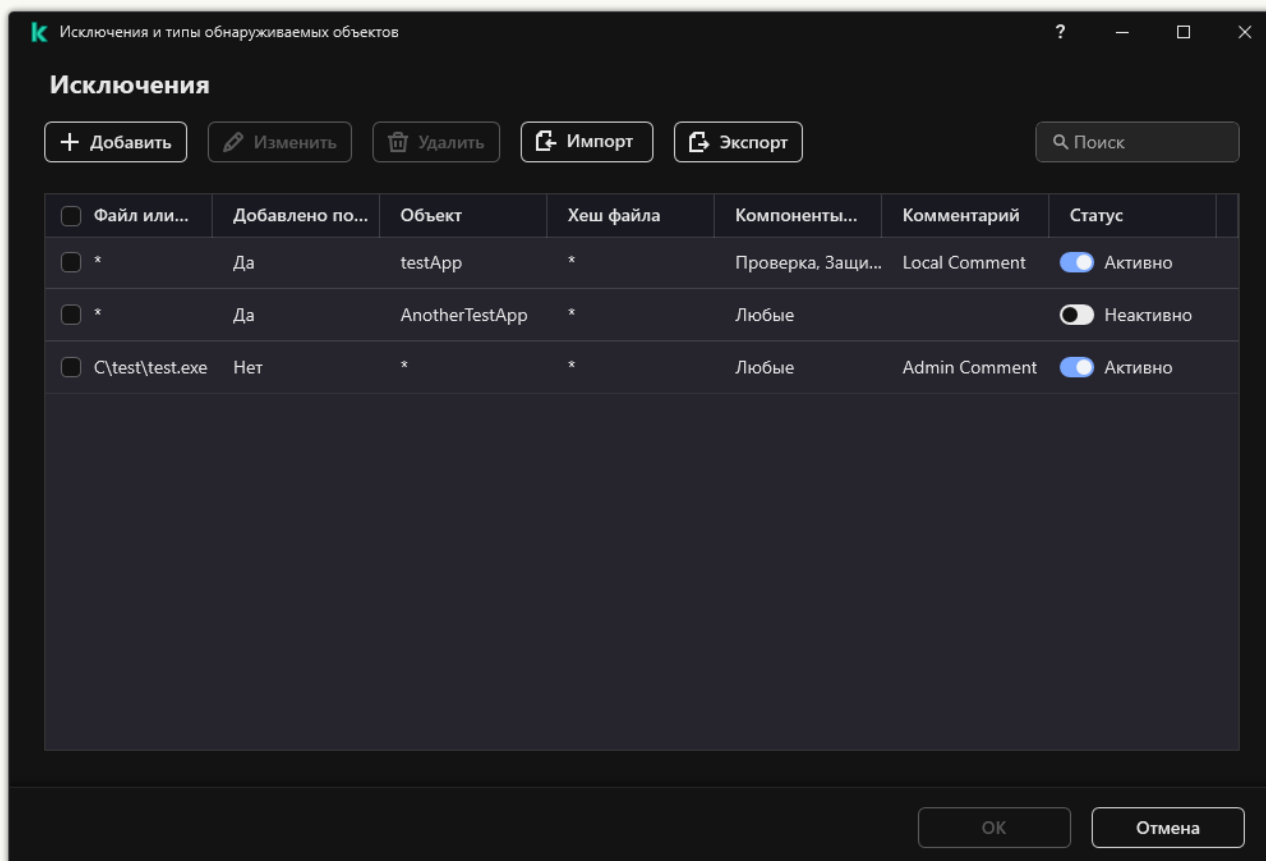 Исключения и типы обнаруживаемых объектов
?
Исключения
Добавить Изменить Удалить Импорт Экспорт Поиск
Файл или... Добавлено по... Объект Хеш файла Компоненты... Комментарий Статус
* Да testApp * Проверка, Защи... Local Comment Активно
* Да AnotherTestApp * Любые Неактивно
C\test\test.exe Нет * * Любые Admin Comment Активно
ОК Отмена